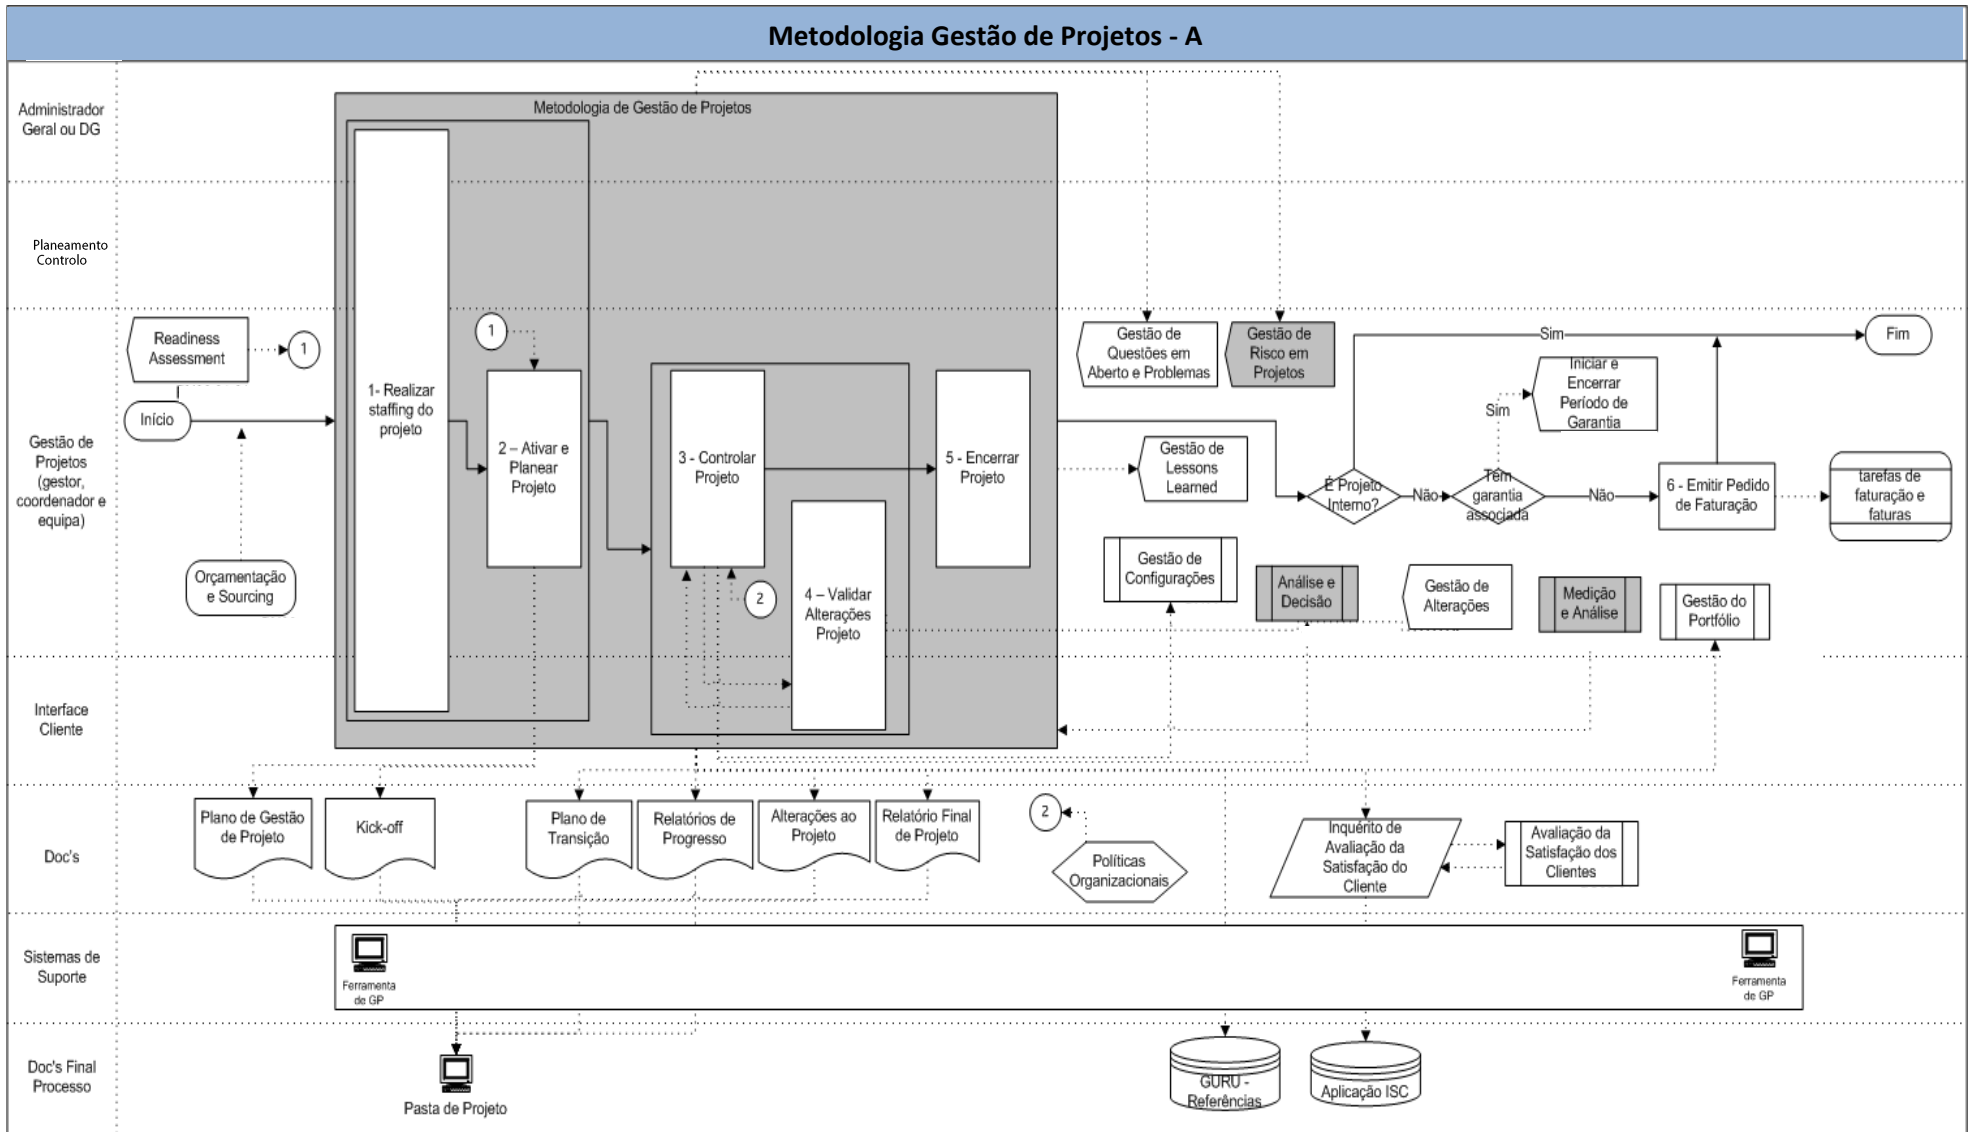 Metodologia Gestão de Projetos - A
Administrador
Geral ou DG
Metodologia de Gestão de Projetos
Planeamento
Controlo
Gestão de
Projetos
(gestor,
coordenador e
equipa)
Readiness
Assessment
1
Início
Orçamentação
e Sourcing
1- Realizar
staffing do
projeto
1
2 – Ativar e
Planear
Projeto
3 - Controlar
Projeto
2
4 – Validar
Alterações
Projeto
5 - Encerrar
Projeto
Gestão de
Questões em
Aberto e Problemas
Gestão de
Risco em
Projetos
Gestão de
Lessons
Learned
É Projeto
Interno?
Sim
Não
Tem
garantia
associada
Sim
Iniciar e
Encerrar
Período de
Garantia
Não
6 - Emitir Pedido
de Faturação
Fim
tarefas de
faturação e
faturas
Gestão de
Configurações
Análise e
Decisão
Gestão de
Alterações
Medição
e Análise
Gestão do
Portfólio
Interface
Cliente
Doc's
Plano de Gestão
de Projeto
Kick-off
Plano de
Transição
Relatórios de
Progresso
Alterações ao
Projeto
Relatório Final
de Projeto
2
Políticas
Organizacionais
Inquérito de
Avaliação da
Satisfação do
Cliente
Avaliação da
Satisfação dos
Clientes
Sistemas de
Suporte
Ferramenta
de GP
Ferramenta
de GP
Doc's Final
Processo
Pasta de Projeto
GURU -
Referências
Aplicação ISC